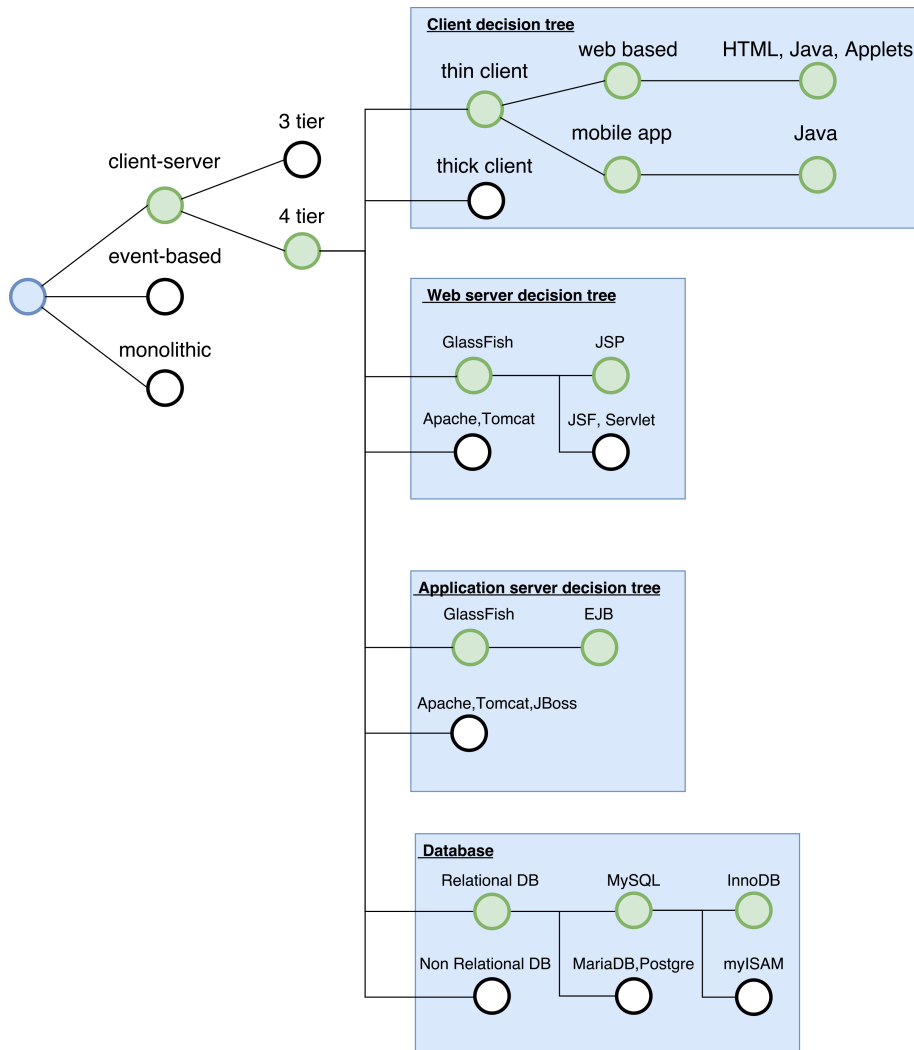 Client decision tree
web based
HTML, Java, Applets
thin client
3 tier
mobile app
Java
client-server
thick client
4 tier
event-based
Web server decision tree
monolithic
GlassFish
JSP
Apache,Tomcat
JSF, Servlet
Application server decision tree
GlassFish
EJB
Apache,Tomcat,JBoss
Database
Relational DB
MySQL
InnoDB
Non Relational DB
MariaDB,Postgre
myISAM